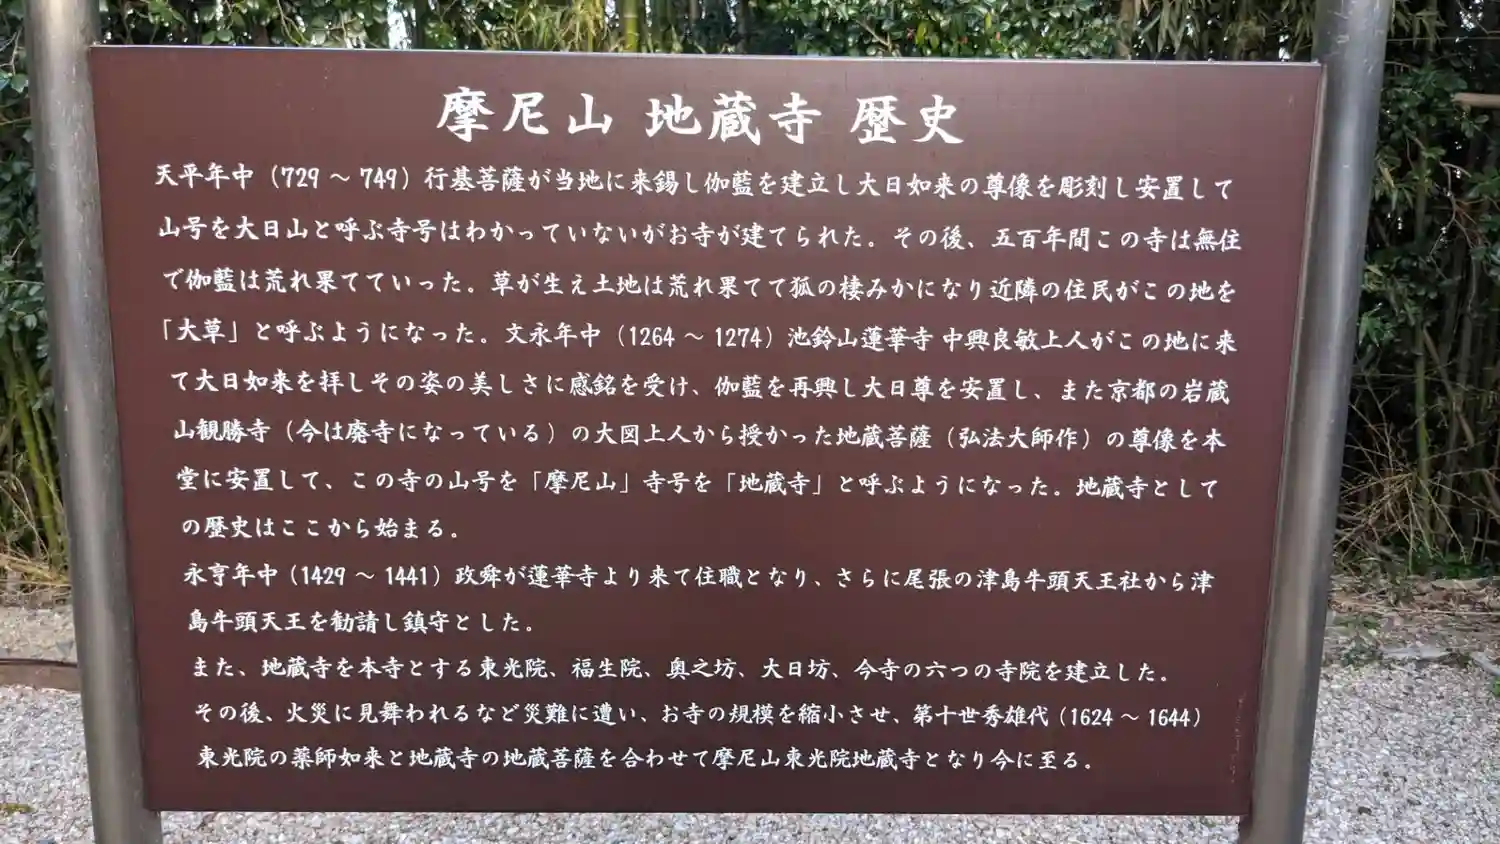 摩尼山 地蔵寺 歴史
天平年中（729 ～ 749）行基菩薩が当地に来錫し伽藍を建立し大日如来の尊像を彫刻し安置して
山号を大日山と呼ぶ寺号はわかっていないがお寺が建てられた。その後、五百年間この寺は無住
で伽藍は荒れ果てていった。草が生え土地は荒れ果てて狐の棲みかになり近隣の住民がこの地を
「大草」と呼ぶようになった。文永年中（1264 ～ 1274）池鈴山蓮華寺 中興良敏上人がこの地に来
て大日如来を拝しその姿の美しさに感銘を受け、伽藍を再興し大日尊を安置し、また京都の岩蔵
山観勝寺（今は廃寺になっている）の大図上人から授かった地蔵菩薩（弘法大師作）の尊像を本
堂に安置して、この寺の山号を「摩尼山」寺号を「地蔵寺」と呼ぶようになった。地蔵寺として
の歴史はここから始まる。
永亨年中（1429 ～ 1441）政舜が蓮華寺より来て住職となり、さらに尾張の津島牛頭天王社から津
島牛頭天王を勧請し鎮守とした。
また、地蔵寺を本寺とする東光院、福生院、奥之坊、大日坊、今寺の六つの寺院を建立した。
その後、火災に見舞われるなど災難に遭い、お寺の規模を縮小させ、第十世秀雄代（1624 ～ 1644）
東光院の薬師如来と地蔵寺の地蔵菩薩を合わせて摩尼山東光院地蔵寺となり今に至る。